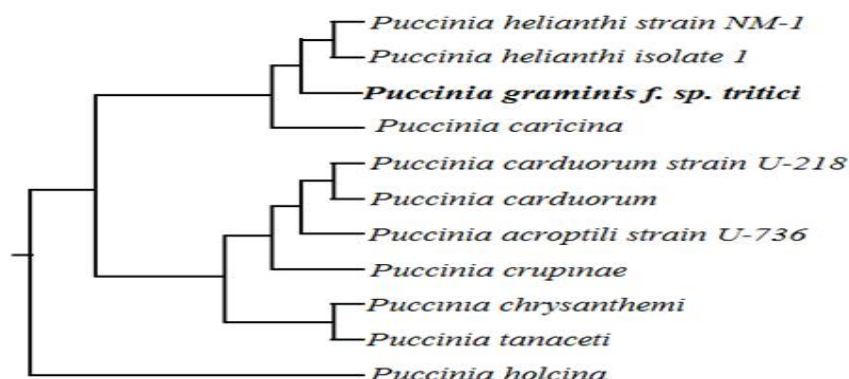 Puccinia helianthi strain NM-1
Puccinia helianthi isolate 1
Puccinia graminis f. sp. tritici
Puccinia caricina
Puccinia carduorum strain U-218
Puccinia carduorum
Puccinia acroptili strain U-736
Puccinia crupinae
Puccinia chrysanthemi
Puccinia tanaceti
Puccinia holcina